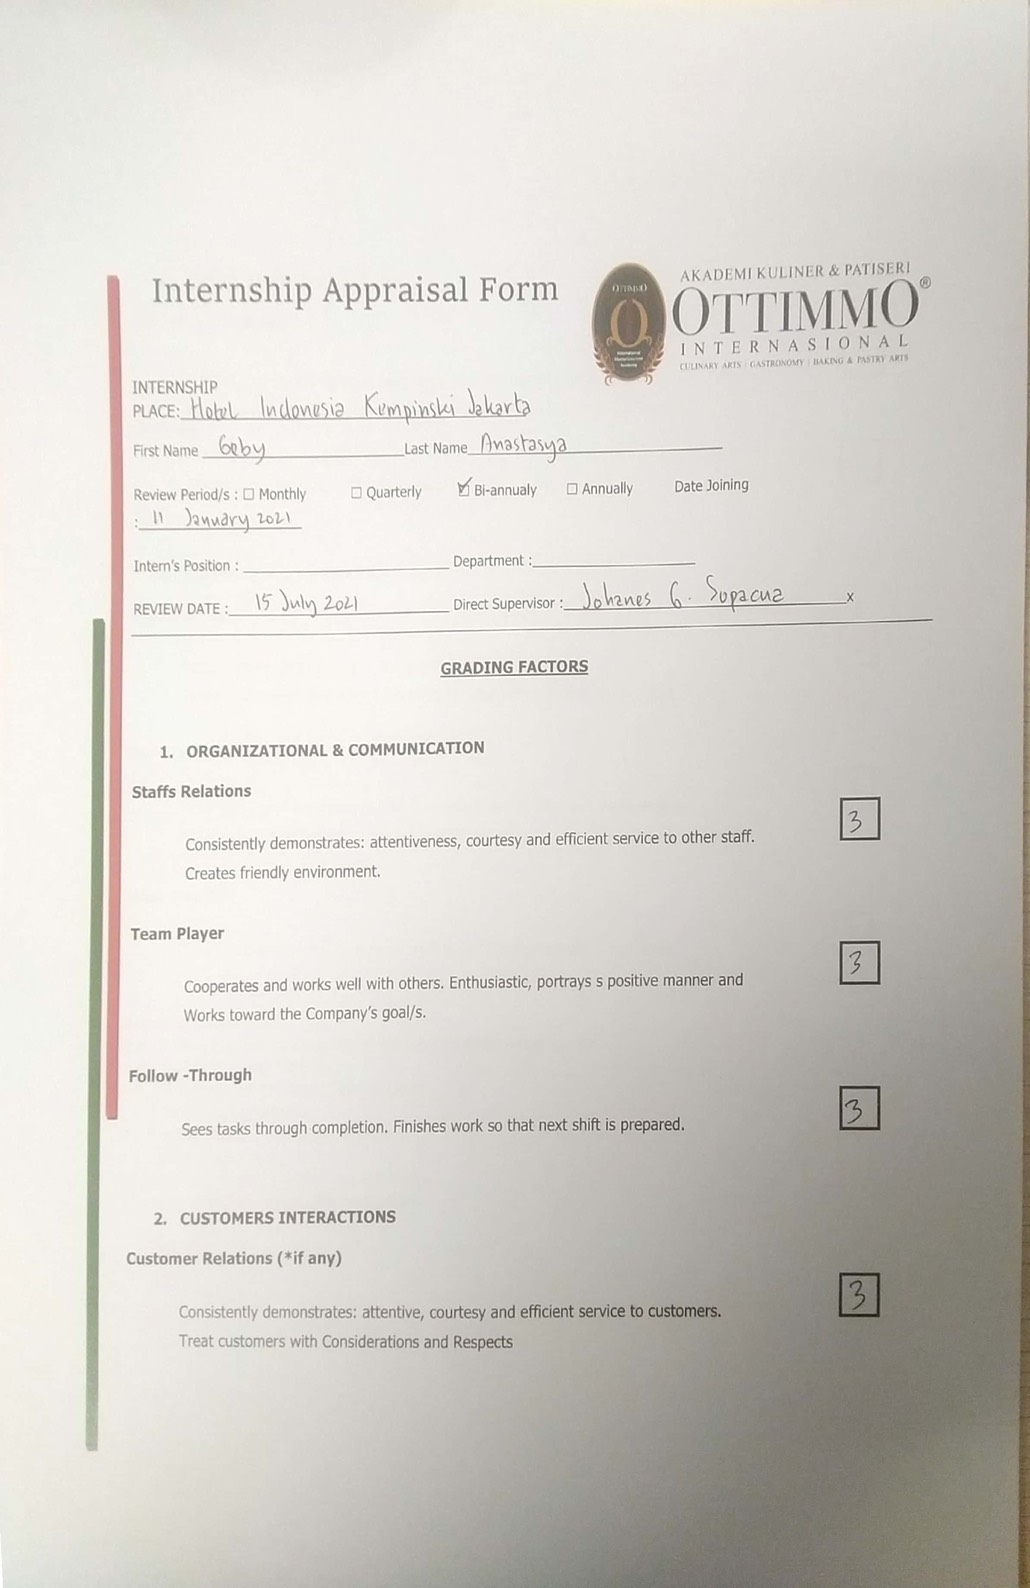 Internship Appraisal Form
OTTIMMO
AKADEMI KULINER & PATISERI
OTTIMMO®
INTERNASIONAL
CULINARY ARTS | GASTRONOMY | BAKING & PASTRY ARTS
INTERNSHIP
PLACE: Hotel Indonesia Kempinski Jakarta
First Name Geby Last Name Anastasya
Review Period/s : ☐ Monthly ☐ Quarterly ☑ Bi-annualy ☐ Annually Date Joining
: 11 January 2021
Intern's Position : Department :
REVIEW DATE : 15 July 2021 Direct Supervisor : Johanes G. Supacua x
GRADING FACTORS
1. ORGANIZATIONAL & COMMUNICATION
Staffs Relations
3
Consistently demonstrates: attentiveness, courtesy and efficient service to other staff.
Creates friendly environment.
Team Player
3
Cooperates and works well with others. Enthusiastic, portrays s positive manner and
Works toward the Company's goal/s.
Follow -Through
3
Sees tasks through completion. Finishes work so that next shift is prepared.
2. CUSTOMERS INTERACTIONS
Customer Relations (*if any)
3
Consistently demonstrates: attentive, courtesy and efficient service to customers.
Treat customers with Considerations and Respects